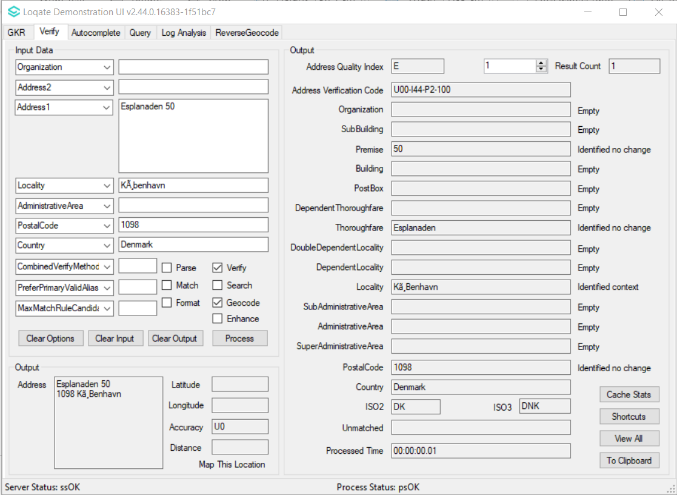 Loqate Demonstration UI v2.44.0.16383-1f51bc7
GKR Verify Autocomplete Query Log Analysis ReverseGeocode
Input Data
Organization
Address2
Address1 Esplanaden 50
Locality KÃ¸benhavn
AdministrativeArea
PostalCode 1098
Country Denmark
CombinedVerifyMethoc Parse Verify
PreferPrimaryValidAlias Match Search
MaxMatchRuleCandida Format Geocode
Enhance
Clear Options Clear Input Clear Output Process
Output
Address Esplanaden 50
1098 Kã¸Benhavn
Latitude
Longitude
Accuracy U0
Distance
Map This Location
Output
Address Quality Index E 1 Result Count 1
Address Verification Code U00-I44-P2-100
Organization Empty
SubBuilding Empty
Premise 50 Identified no change
Building Empty
PostBox Empty
DependentThoroughfare Empty
Thoroughfare Esplanaden Identified no change
DoubleDependentLocality Empty
DependentLocality Empty
Locality Kã¸Benhavn Identified context
SubAdministrativeArea Empty
AdministrativeArea Empty
SuperAdministrativeArea Empty
PostalCode 1098 Identified no change
Country Denmark
ISO2 DK ISO3 DNK
Unmatched
Processed Time 00:00:00.01
Cache Stats
Shortcuts
View All
To Clipboard
Server Status: ssOK Process Status: psOK